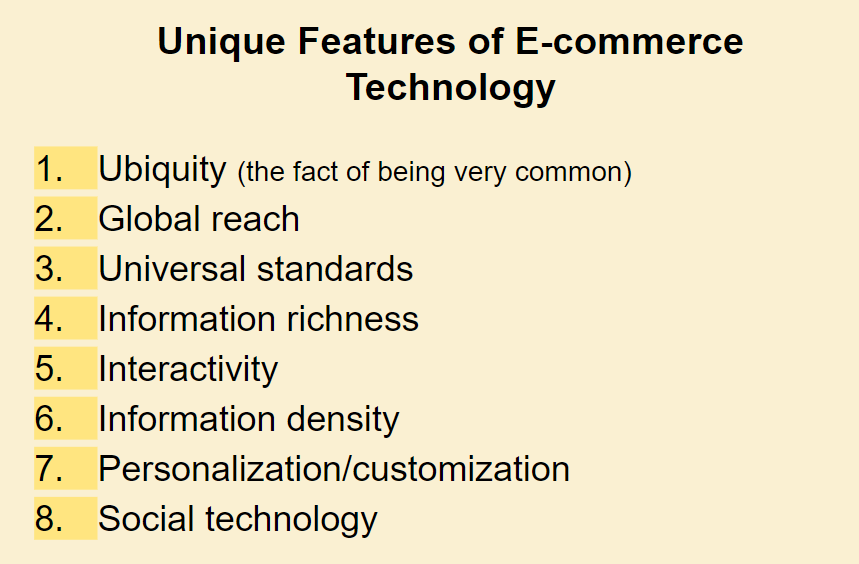 Unique Features of E-commerce
Technology
1. Ubiquity (the fact of being very common)
2. Global reach
3. Universal standards
4. Information richness
5. Interactivity
6. Information density
7. Personalization/customization
8. Social technology